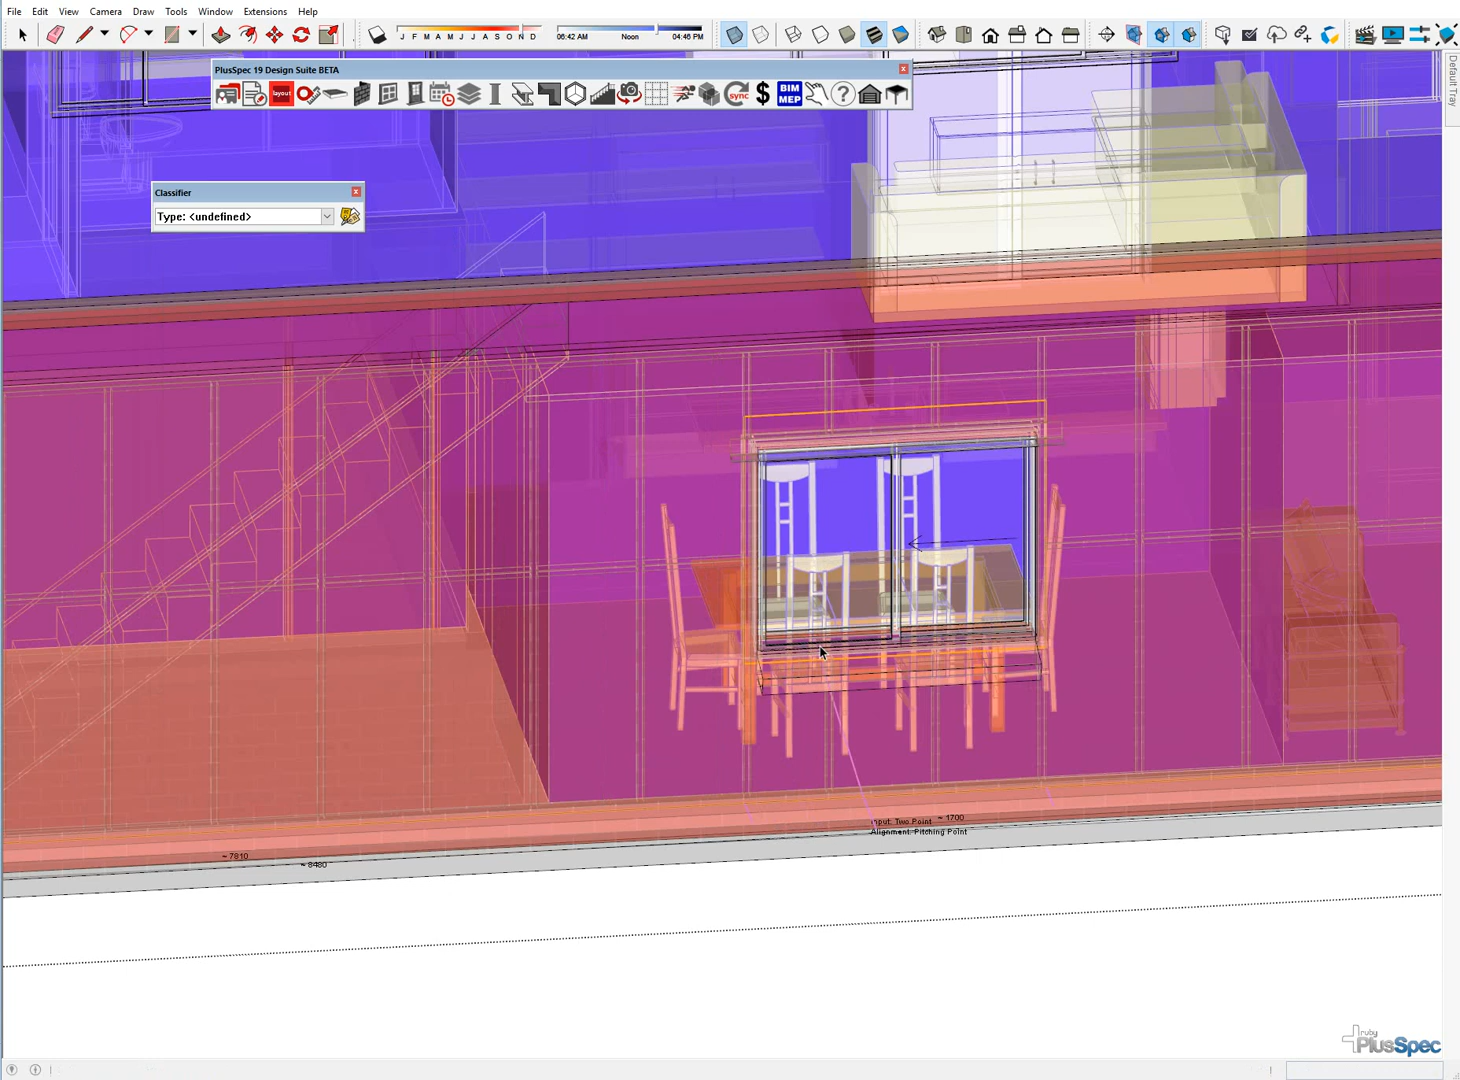 File Edit View Camera Draw Tools Window Extensions Help
J F M A M J J A S O N D
06:42 AM Noon 04:46 PM
PlusSpec 19 Design Suite BETA
layout
sync
$
BIM
MEP
?
Default Tray
Classifier
Type: <undefined>
Input: Two Point ~ 1700
Alignment: Pitching Point
~ 7810
~ 8480
ruby
PlusSpec